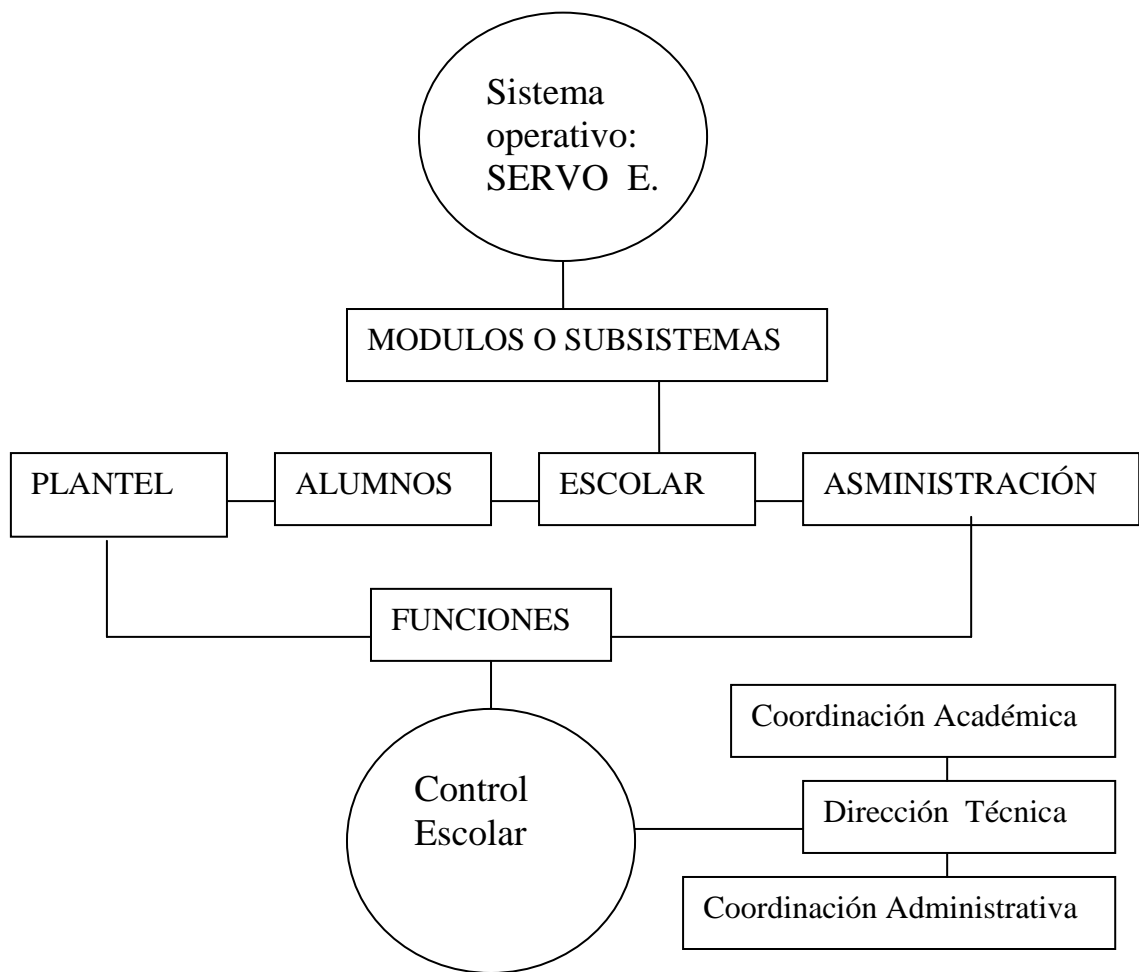 Sistema
operativo:
SERVO E.
MODULOS O SUBSISTEMAS
PLANTEL
ALUMNOS
ESCOLAR
ASMINISTRACIÓN
FUNCIONES
Coordinación Académica
Control
Escolar
Dirección Técnica
Coordinación Administrativa